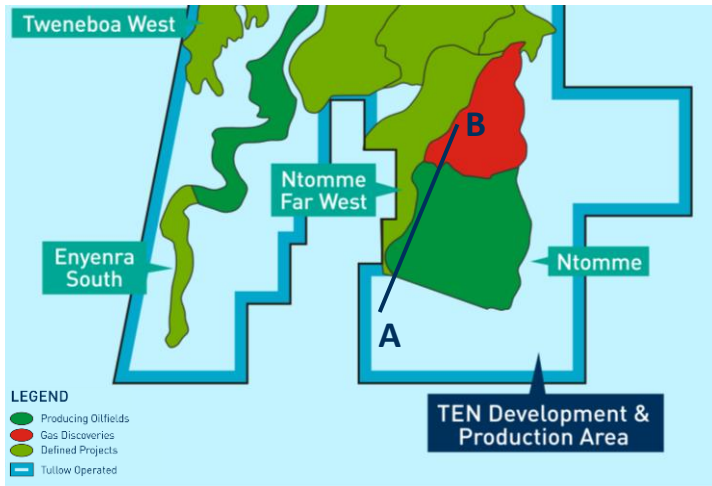 Tweneboa West
B
Ntomme
Far West
Enyenra
South
Ntomme
A
LEGEND
Producing Oilfields
Gas Discoveries
Defined Projects
Tullow Operated
TEN Development &
Production Area